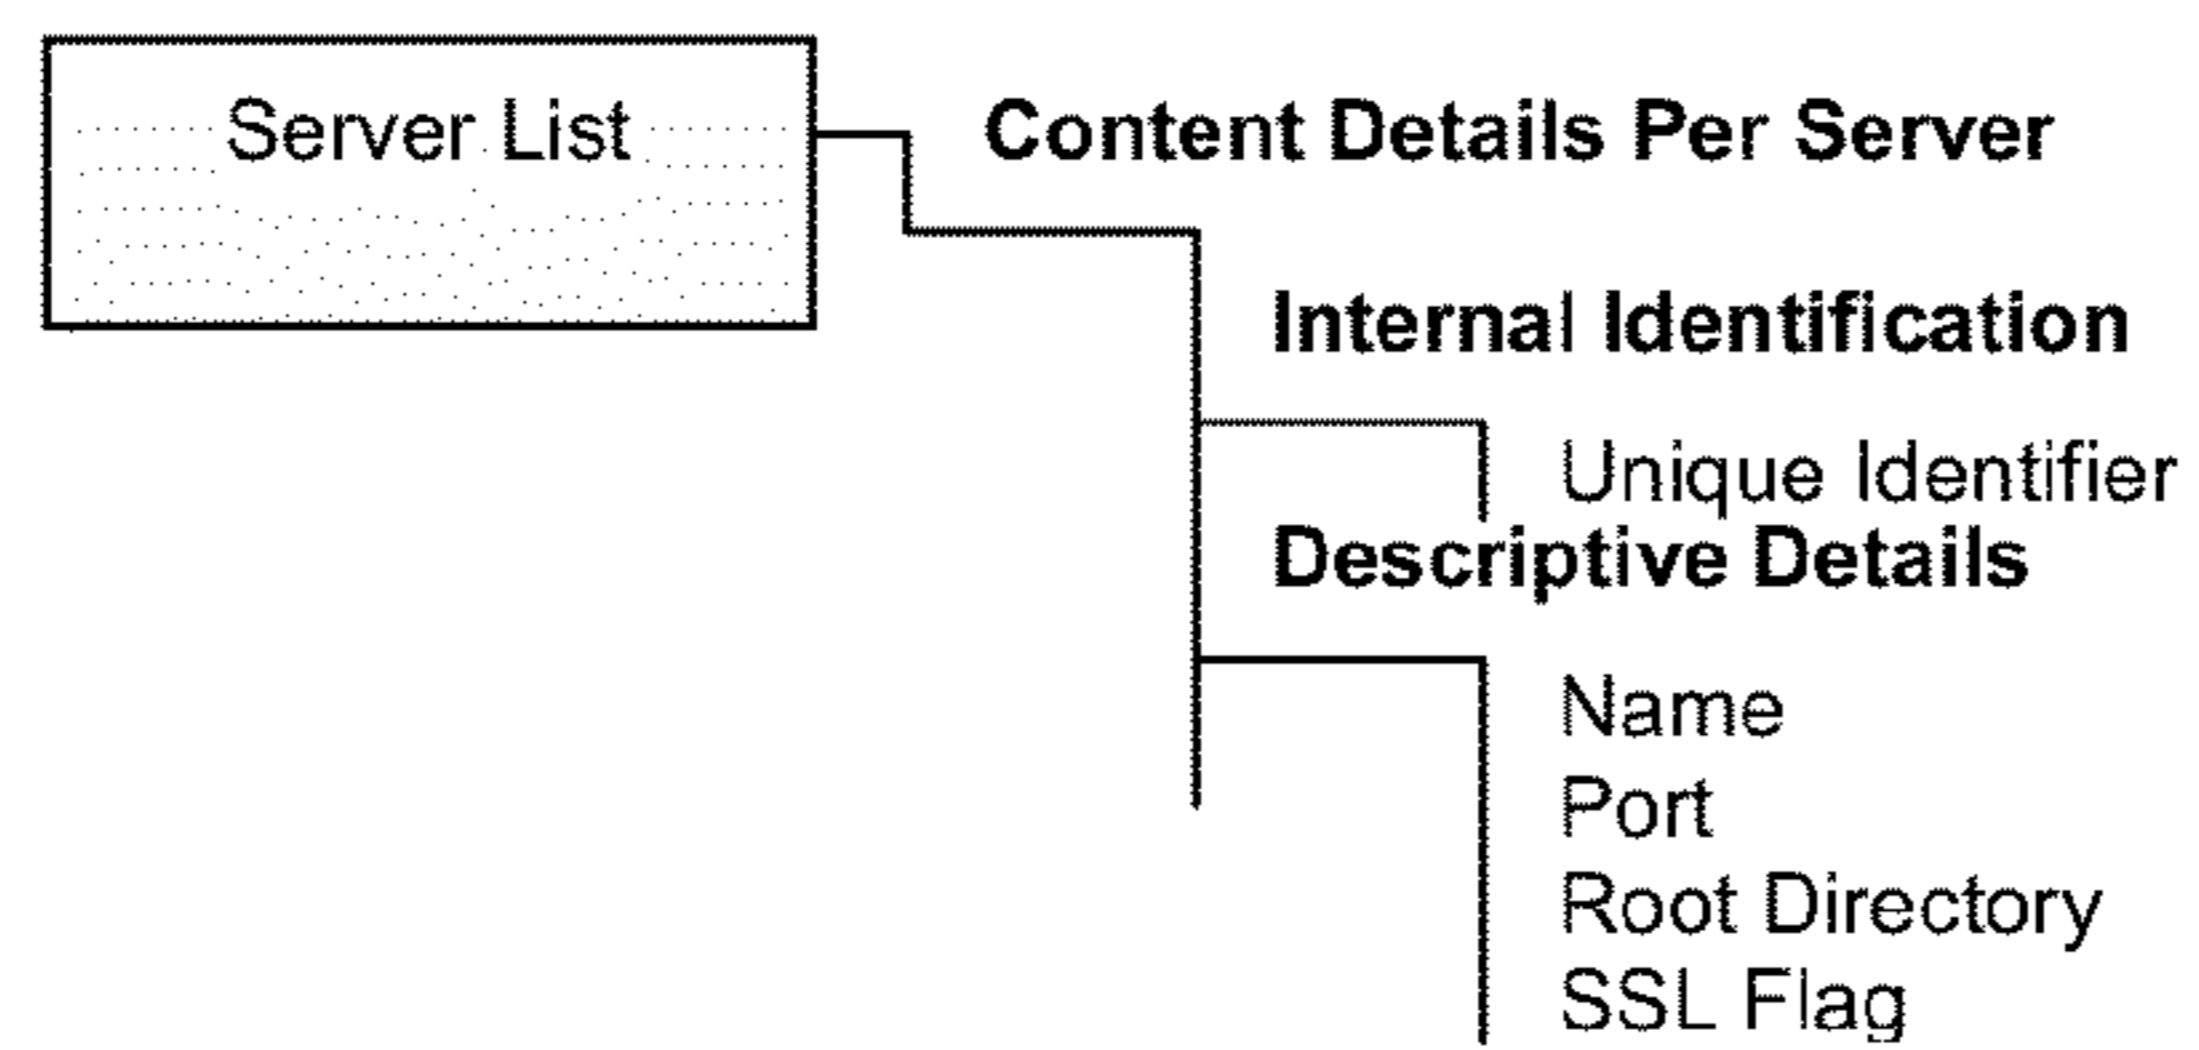 Server List
Content Details Per Server
Internal Identification
Unique Identifier
Descriptive Details
Name
Port
Root Directory
SSL Flag